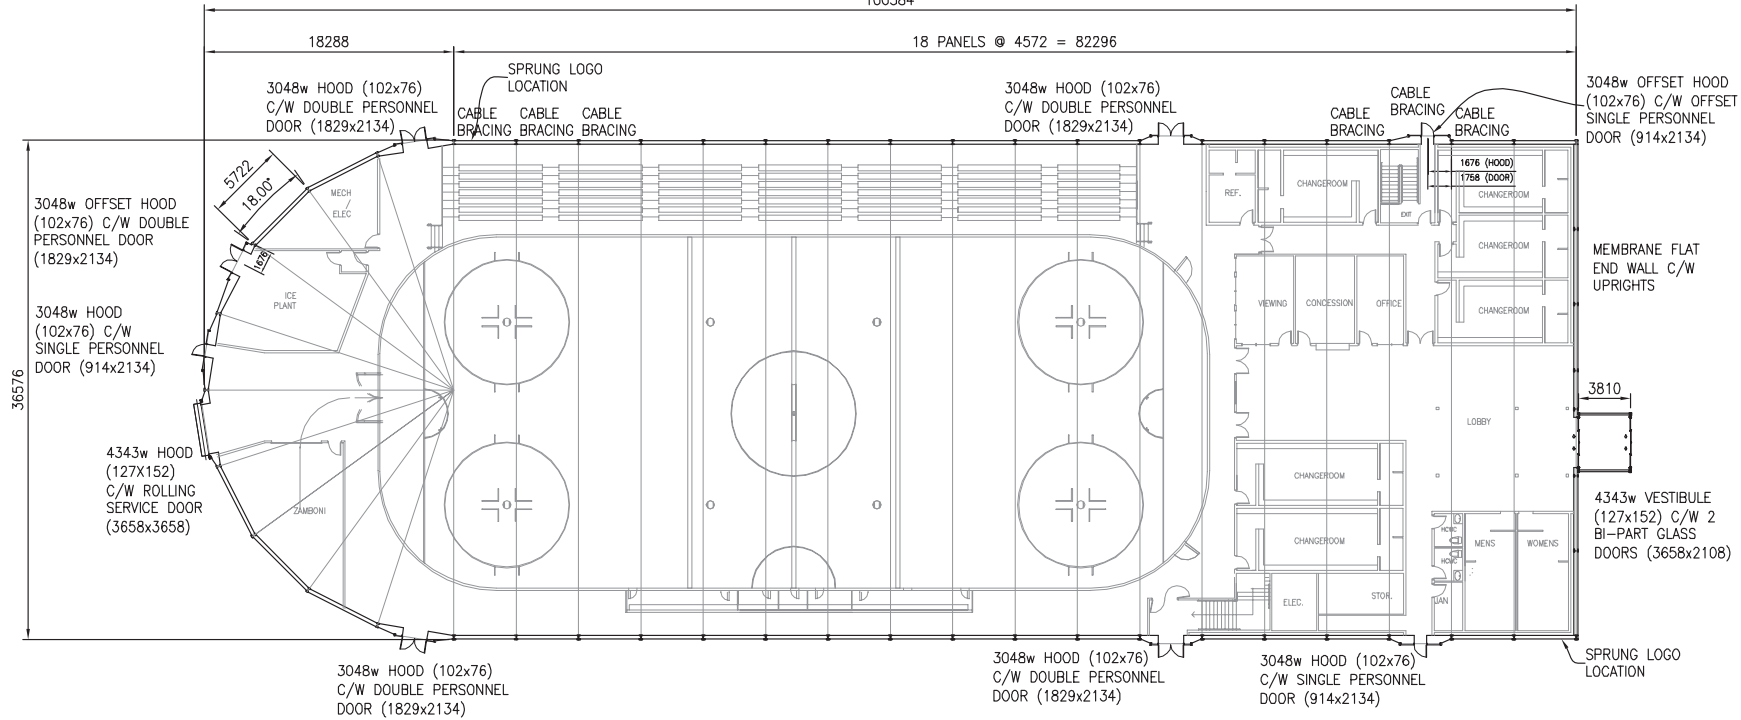 100584
18288
18 PANELS @ 4572 = 82296
SPRUNG LOGO
LOCATION
3048w HOOD (102x76)
C/W DOUBLE PERSONNEL
DOOR (1829x2134)
CABLE
BRACING
CABLE
BRACING
CABLE
BRACING
3048w HOOD (102x76)
C/W DOUBLE PERSONNEL
DOOR (1829x2134)
CABLE
BRACING
CABLE
BRACING
CABLE
BRACING
3048w OFFSET HOOD
(102x76) C/W OFFSET
SINGLE PERSONNEL
DOOR (914x2134)
5722
18.00°
1676
3048w OFFSET HOOD
(102x76) C/W DOUBLE
PERSONNEL DOOR
(1829x2134)
3048w HOOD
(102x76) C/W
SINGLE PERSONNEL
DOOR (914x2134)
36576
4343w HOOD
(127X152)
C/W ROLLING
SERVICE DOOR
(3658x3658)
MECH
/
ELEC
ICE
PLANT
ZAMBONI
REF.
CHANGEROOM
EXIT
1676 (HOOD)
1758 (DOOR)
CHANGEROOM
CHANGEROOM
CHANGEROOM
VIEWING
CONCESSION
OFFICE
MEMBRANE FLAT
END WALL C/W
UPRIGHTS
3810
LOBBY
CHANGEROOM
CHANGEROOM
ELEC.
STOR.
HCWC
HCWC
JAN
MENS
WOMENS
4343w VESTIBULE
(127x152) C/W 2
BI-PART GLASS
DOORS (3658x2108)
3048w HOOD (102x76)
C/W DOUBLE PERSONNEL
DOOR (1829x2134)
3048w HOOD (102x76)
C/W DOUBLE PERSONNEL
DOOR (1829x2134)
3048w HOOD (102x76)
C/W SINGLE PERSONNEL
DOOR (914x2134)
SPRUNG LOGO
LOCATION